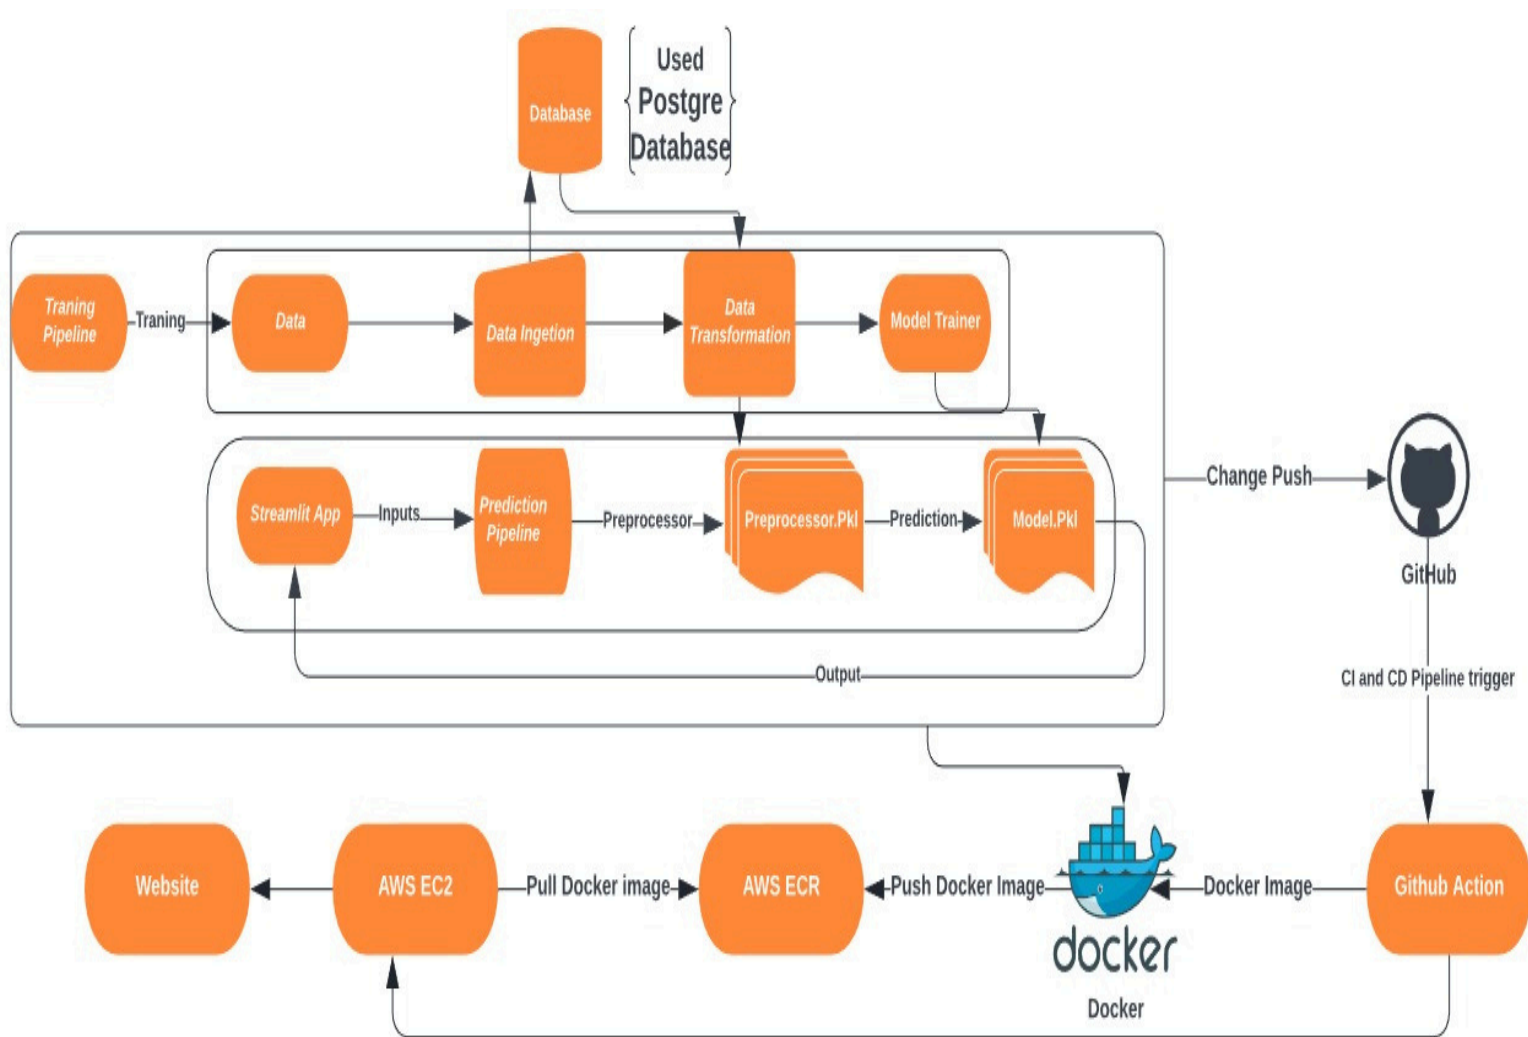 Used
Postgre
Database
Database
Traning
Pipeline
Traning
Data
Data Ingetion
Data
Transformation
Model Trainer
Streamlit App
Inputs
Prediction
Pipeline
Preprocessor
Preprocessor.Pkl
Prediction
Model.Pkl
Output
Change Push
GitHub
CI and CD Pipeline trigger
Website
AWS EC2
Pull Docker image
AWS ECR
Push Docker Image
docker
Docker
Docker Image
Github Action